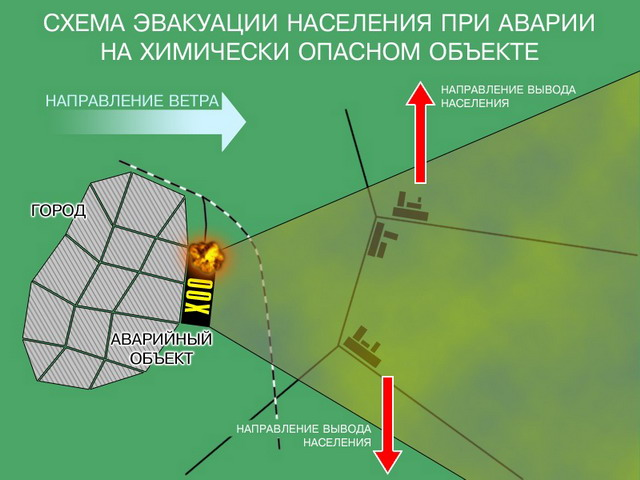 СХЕМА ЭВАКУАЦИИ НАСЕЛЕНИЯ ПРИ АВАРИИ
НА ХИМИЧЕСКИ ОПАСНОМ ОБЪЕКТЕ
НАПРАВЛЕНИЕ ВЫВОДА
НАСЕЛЕНИЯ
НАПРАВЛЕНИЕ ВЕТРА
ГОРОД
ХОО
АВАРИЙНЫЙ
ОБЪЕКТ
НАПРАВЛЕНИЕ ВЫВОДА
НАСЕЛЕНИЯ